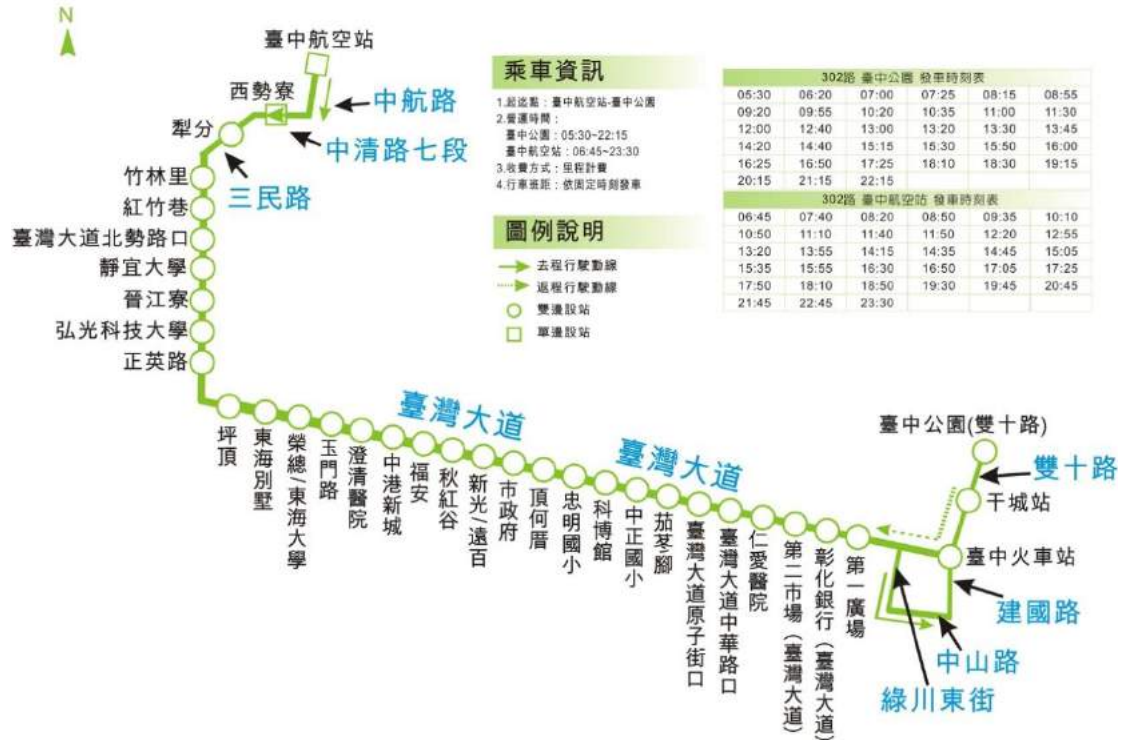 N
臺中航空站
西勢寮
中航路
犁分
中清路七段
三民路
竹林里
紅竹巷
臺灣大道北勢路口
靜宜大學
晉江寮
弘光科技大學
正英路
乘車資訊
1.起迄點：臺中航空站-臺中公園
2.營運時間：
臺中公園：05:30~22:15
臺中航空站：06:45~23:30
3.收費方式：里程計費
4.行車班距：依固定時刻發車
圖例說明
去程行駛動線
返程行駛動線
雙邊設站
單邊設站
302路 臺中公園 發車時刻表
05:30 06:20 07:00 07:25 08:15 08:55
09:20 09:55 10:20 10:35 11:00 11:30
12:00 12:40 13:00 13:20 13:30 13:45
14:20 14:40 15:15 15:30 15:50 16:00
16:25 16:50 17:25 18:10 18:30 19:15
20:15 21:15 22:15
302路 臺中航空站 發車時刻表
06:45 07:40 08:20 08:50 09:35 10:10
10:50 11:10 11:40 11:50 12:20 12:55
13:20 13:55 14:15 14:35 14:45 15:05
15:35 15:55 16:30 16:50 17:05 17:25
17:50 18:10 18:50 19:30 19:45 20:45
21:45 22:45 23:30
臺灣大道
臺灣大道
坪頂
東海別墅
榮總/東海大學
玉門路
澄清醫院
中港新城
福安
秋紅谷
新光/遠百
市政府
頂何厝
忠明國小
科博館
中正國小
茄苳腳
臺灣大道原子街口
臺灣大道中華路口
仁愛醫院
第二市場（臺灣大道）
彰化銀行（臺灣大道）
第一廣場
臺中公園(雙十路)
雙十路
干城站
臺中火車站
建國路
中山路
綠川東街